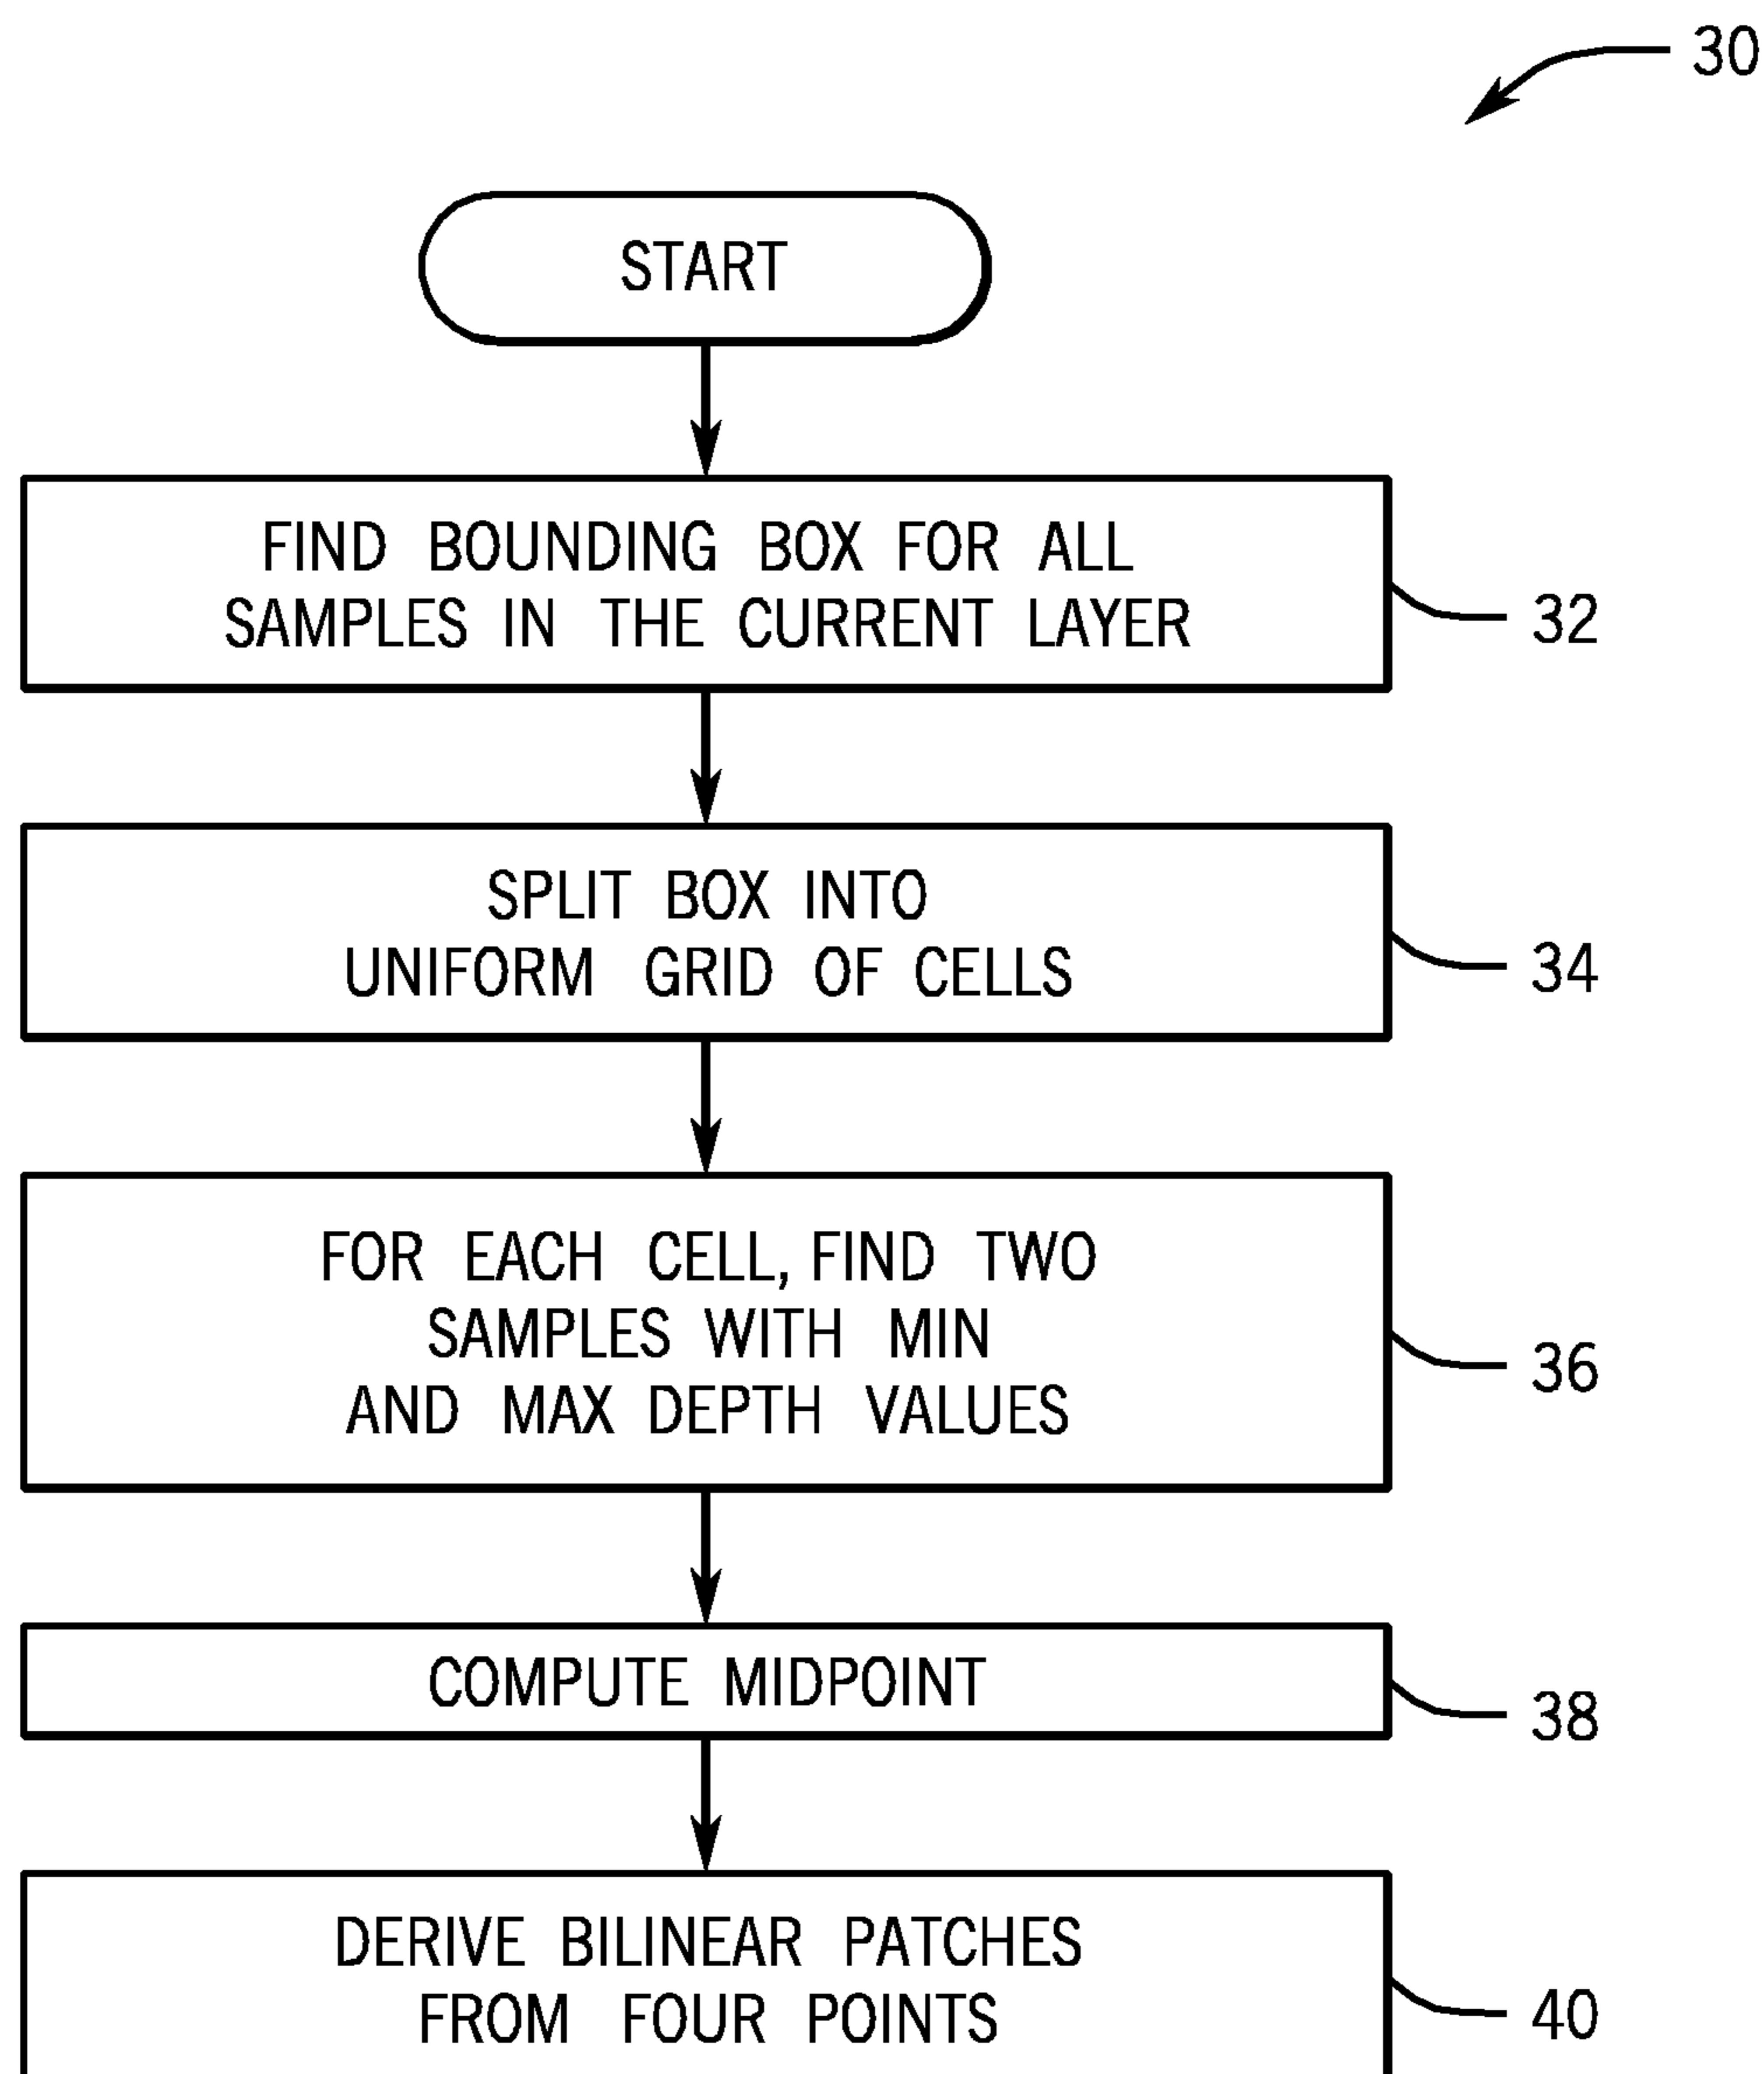 30
START
FIND BOUNDING BOX FOR ALL
SAMPLES IN THE CURRENT LAYER
32
SPLIT BOX INTO
UNIFORM GRID OF CELLS
34
FOR EACH CELL, FIND TWO
SAMPLES WITH MIN
AND MAX DEPTH VALUES
36
COMPUTE MIDPOINT
38
DERIVE BILINEAR PATCHES
FROM FOUR POINTS
40